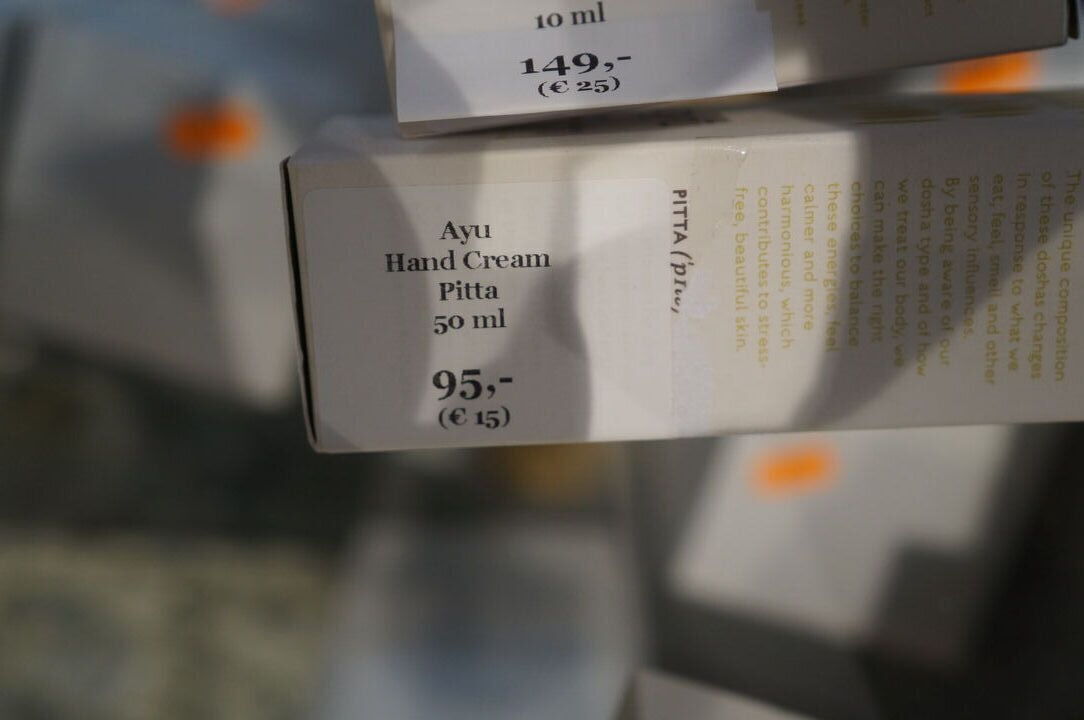 10 ml
149,-
(€ 25)
Ayu
Hand Cream
Pitta
50 ml
95,-
(€ 15)
PITTA
The unique composition
of these doshas changes
in response to what we
eat, feel, smell and other
sensory influences.
By being aware of our
dosha type and of how
we treat our body, we
can make the right
choices to balance
these energies, feel
calmer and more
harmonious, which
contributes to stress-
free, beautiful skin.